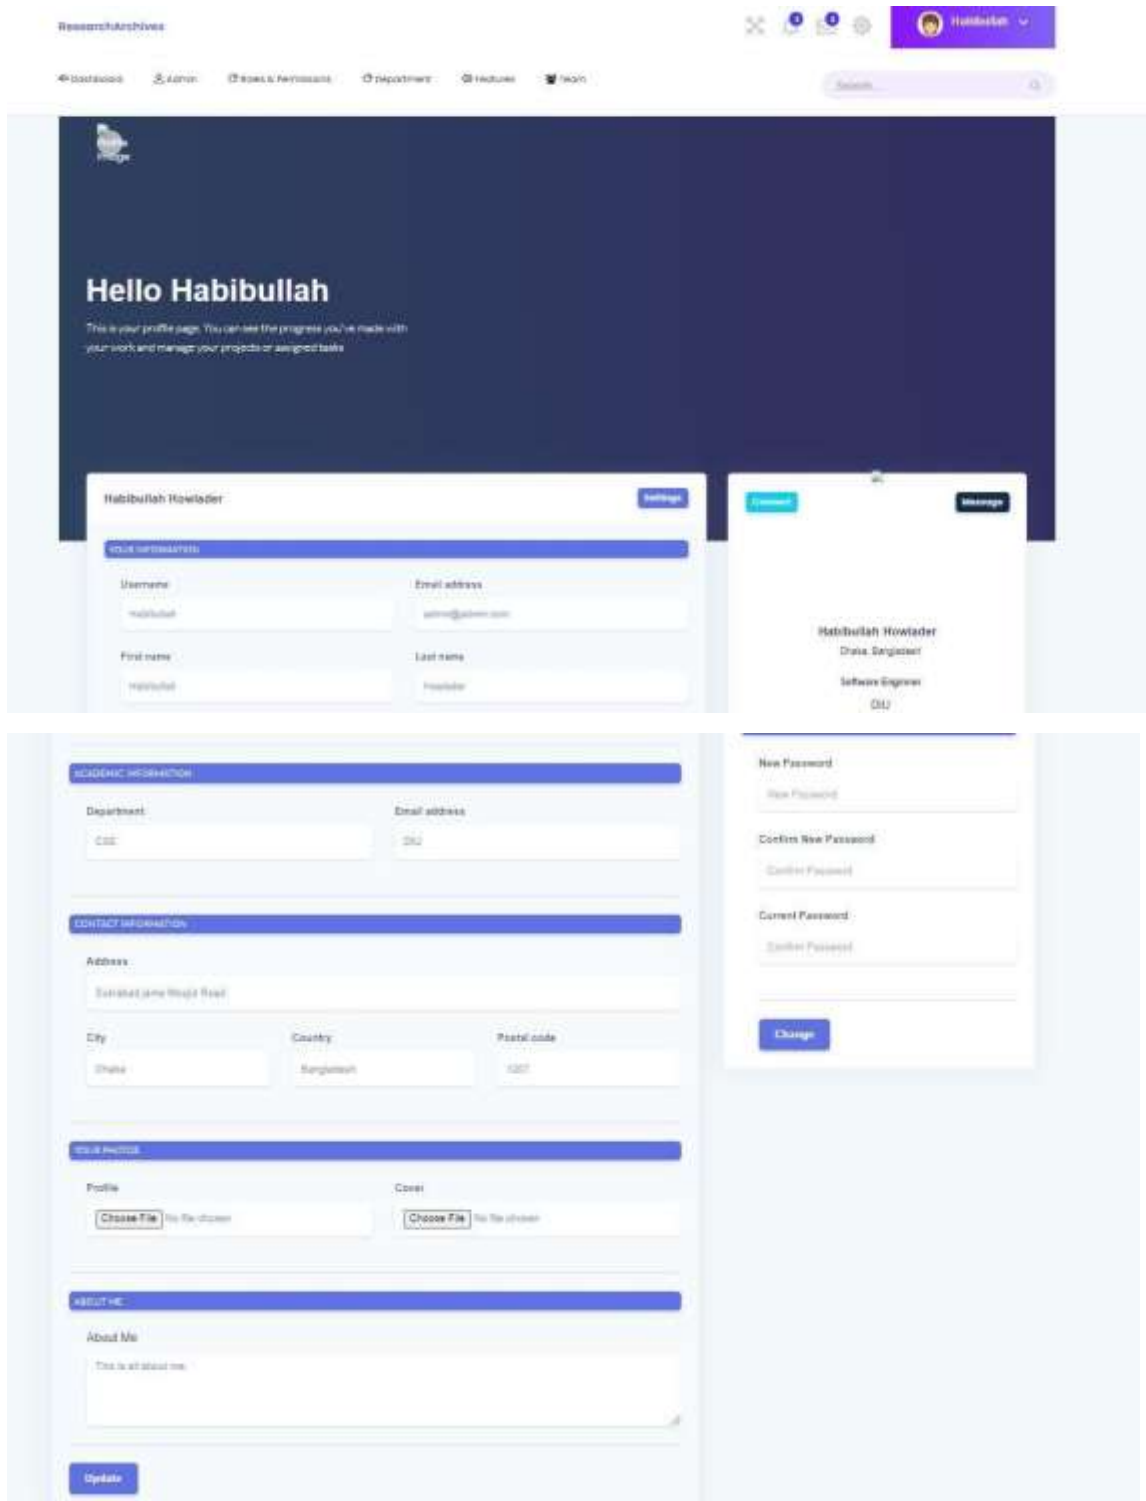 ResearchArchives
Habibullah
Dashboard Admin Roles & Permissions Department Features Team
Search...
Profile
Image
Hello Habibullah
This is your profile page. You can see the progress you've made with
your work and manage your projects or assigned tasks
Habibullah Howlader
Settings
YOUR INFORMATION
Username Email address
Habibullah admin@admin.com
First name Last name
Habibullah Howlader
Connect Message
Habibullah Howlader
Dhaka, Bangladesh
Software Engineer
DIU
ACADEMIC INFORMATION
Department Email address
CSE DIU
CONTACT INFORMATION
Address
Road
City Country Postal code
Dhaka Bangladesh 1207
YOUR PHOTOS
Profile Cover
Choose File No file chosen Choose File No file chosen
ABOUT ME
About Me
This is all about me.
Update
New Password
New Password
Confirm New Password
Confirm Password
Current Password
Confirm Password
Change